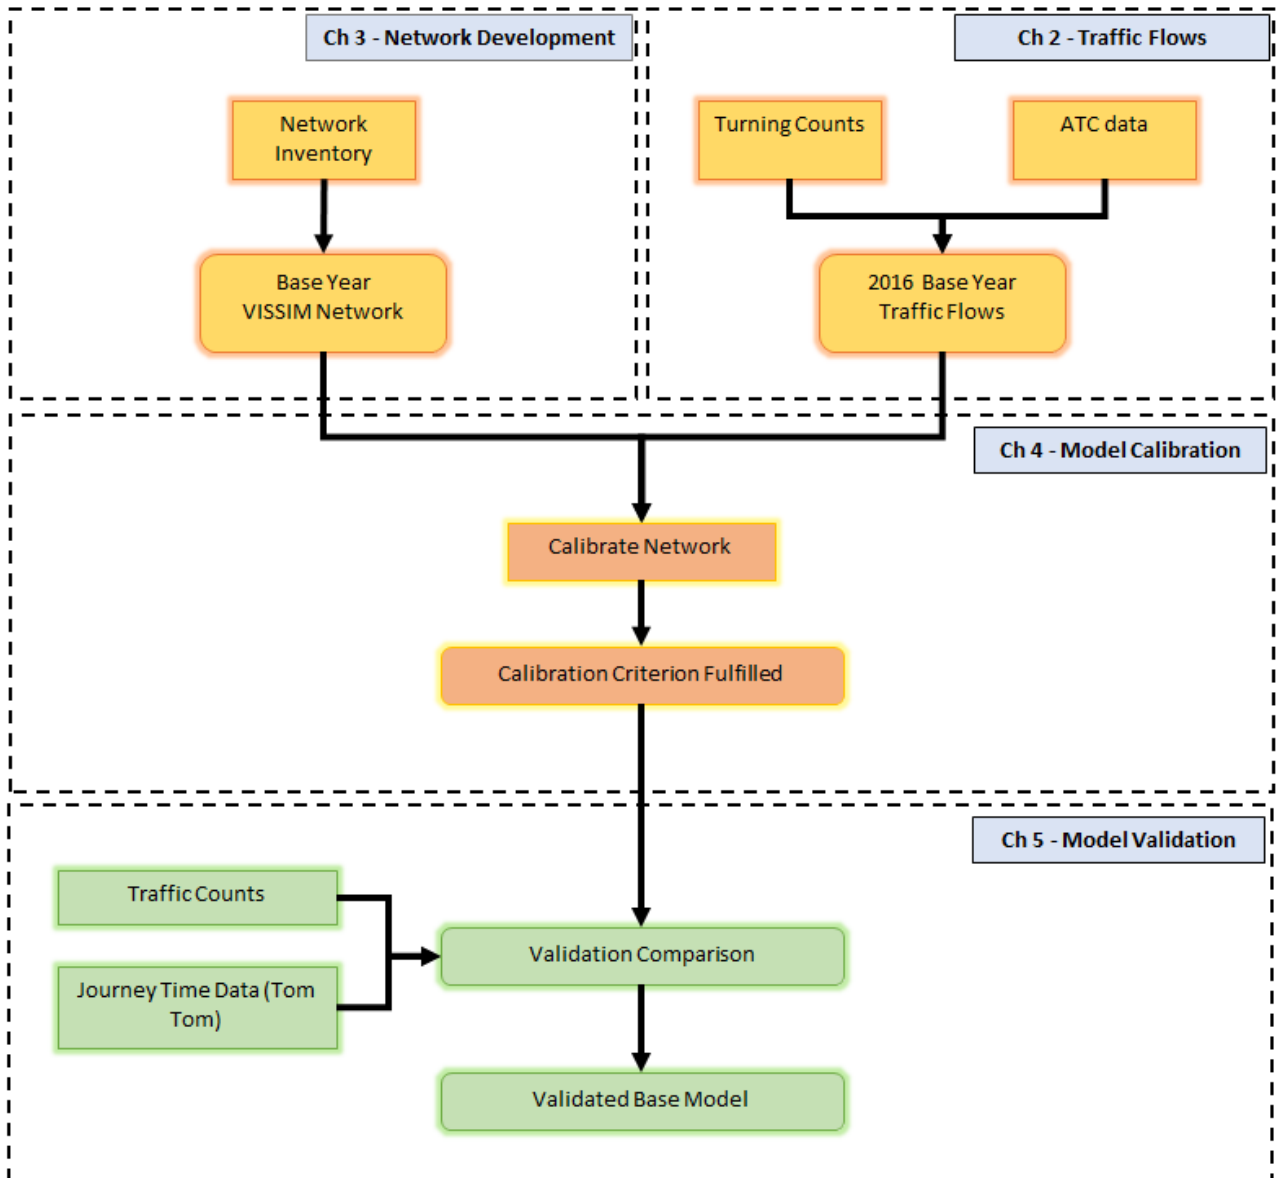 Ch 3 - Network Development
Network
Inventory
Base Year
VISSIM Network
Ch 2 - Traffic Flows
Turning Counts
ATC data
2016 Base Year
Traffic Flows
Ch 4 - Model Calibration
Calibrate Network
Calibration Criterion Fulfilled
Ch 5 - Model Validation
Traffic Counts
Journey Time Data (Tom
Tom)
Validation Comparison
Validated Base Model